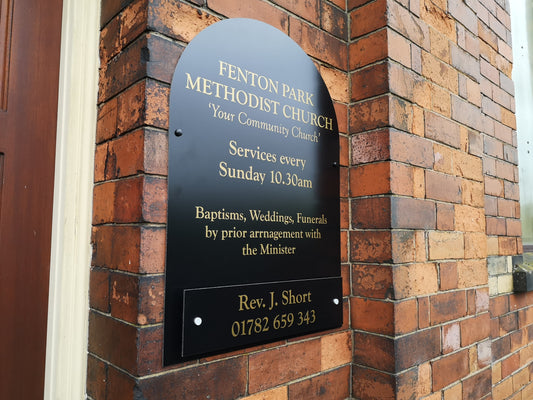 FENTON PARK
METHODIST CHURCH
‘Your Community Church’
Services every
Sunday 10.30am
Baptisms, Weddings, Funerals
by prior arrnagement with
the Minister
Rev. J. Short
01782 659 343